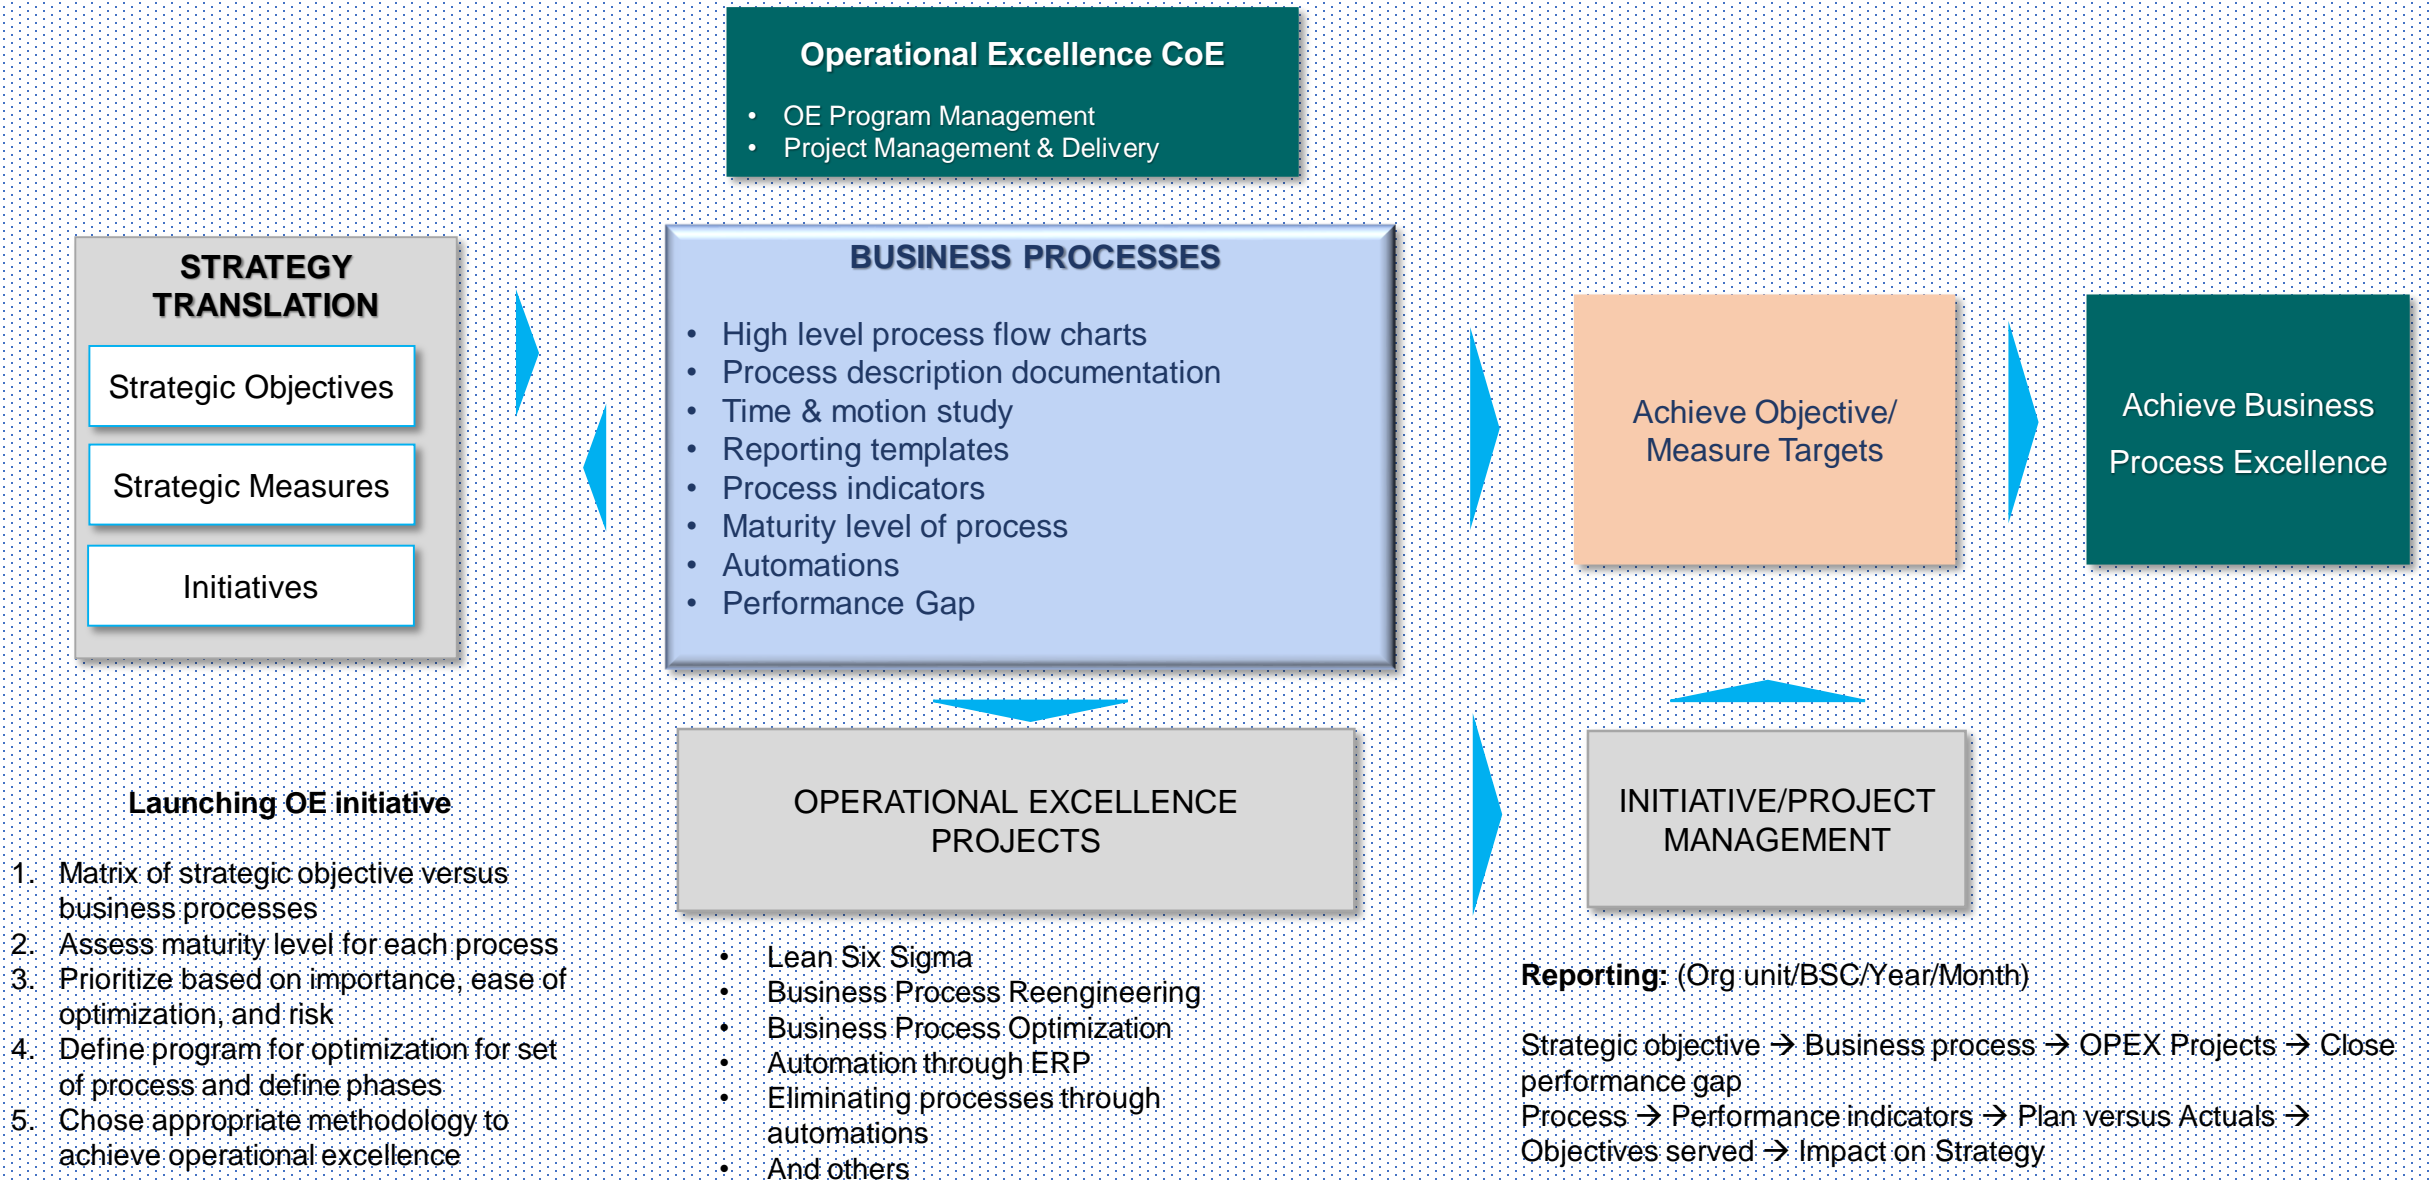 Operational Excellence CoE
• OE Program Management
• Project Management & Delivery
STRATEGY
TRANSLATION
Strategic Objectives
Strategic Measures
Initiatives
BUSINESS PROCESSES
• High level process flow charts
• Process description documentation
• Time & motion study
• Reporting templates
• Process indicators
• Maturity level of process
• Automations
• Performance Gap
Achieve Objective/
Measure Targets
Achieve Business
Process Excellence
Launching OE initiative
1. Matrix of strategic objective versus
business processes
2. Assess maturity level for each process
3. Prioritize based on importance, ease of
optimization, and risk
4. Define program for optimization for set
of process and define phases
5. Chose appropriate methodology to
achieve operational excellence
OPERATIONAL EXCELLENCE
PROJECTS
• Lean Six Sigma
• Business Process Reengineering
• Business Process Optimization
• Automation through ERP
• Eliminating processes through
automations
• And others
INITIATIVE/PROJECT
MANAGEMENT
Reporting: (Org unit/BSC/Year/Month)
Strategic objective → Business process → OPEX Projects → Close
performance gap
Process → Performance indicators → Plan versus Actuals →
Objectives served → Impact on Strategy